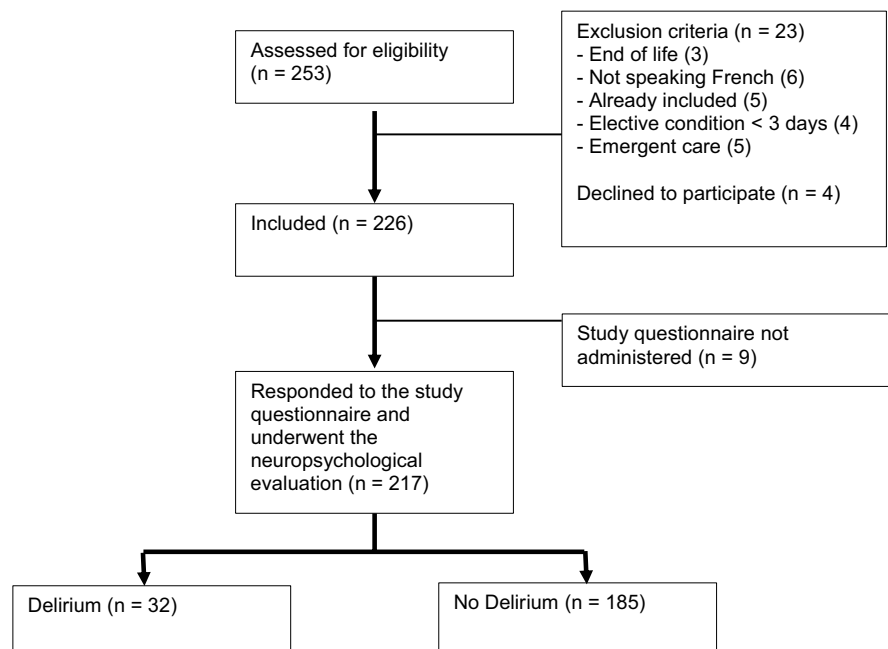 Assessed for eligibility
(n = 253)
Exclusion criteria (n = 23)
- End of life (3)
- Not speaking French (6)
- Already included (5)
- Elective condition < 3 days (4)
- Emergent care (5)
Declined to participate (n = 4)
Included (n = 226)
Study questionnaire not
administered (n = 9)
Responded to the study
questionnaire and
underwent the
neuropsychological
evaluation (n = 217)
Delirium (n = 32)
No Delirium (n = 185)